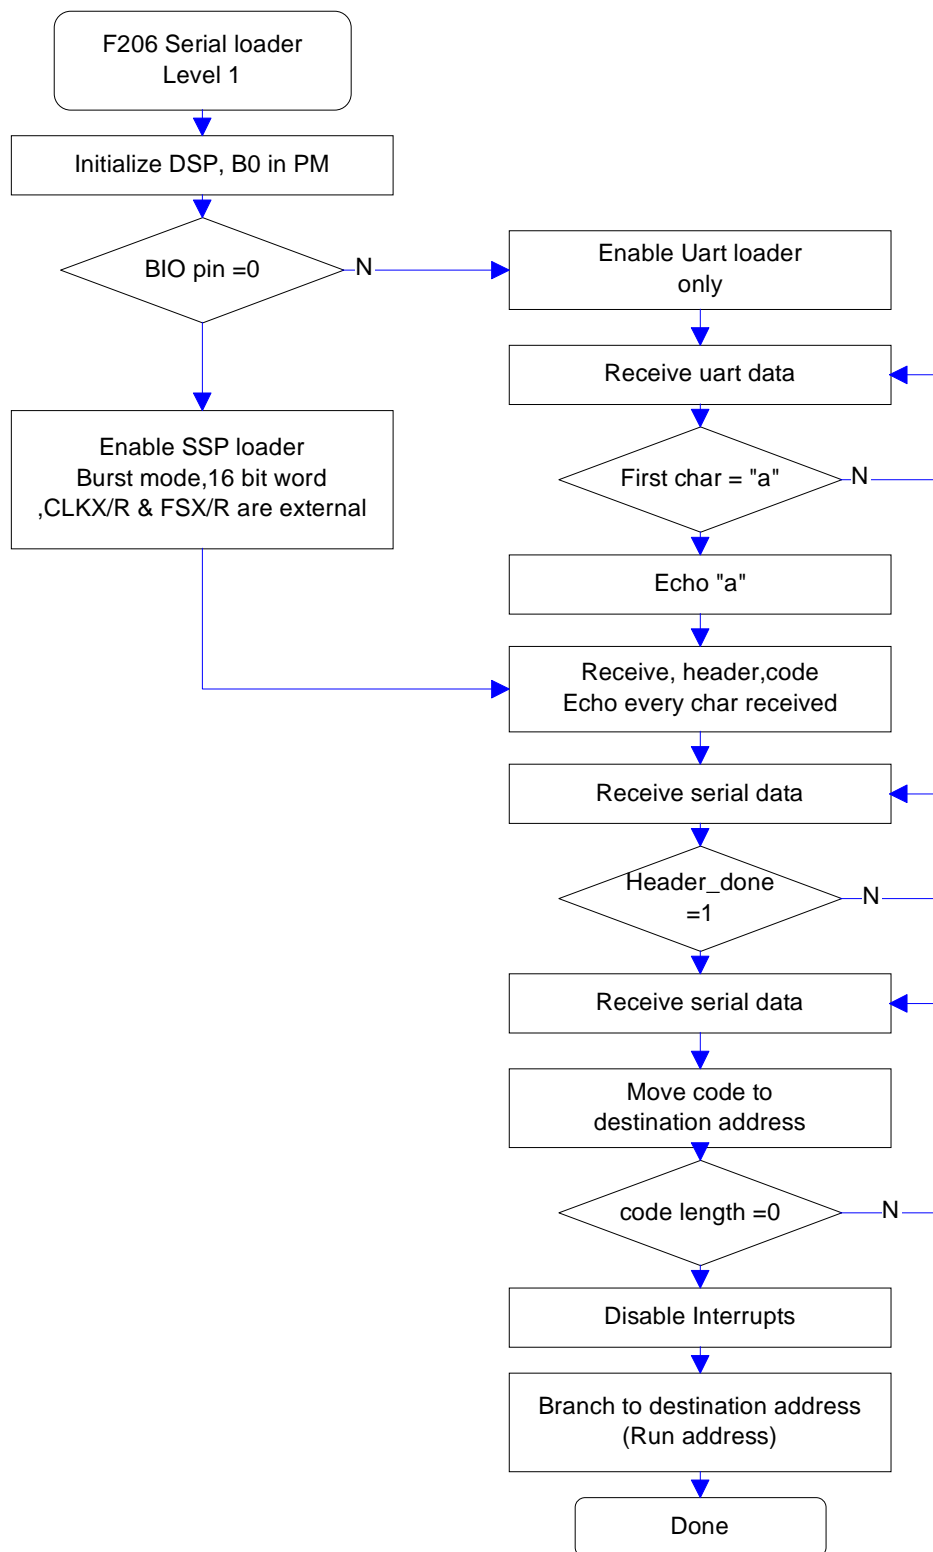 F206 Serial loader
Level 1
Initialize DSP, B0 in PM
BIO pin =0
N
Enable Uart loader
only
Receive uart data
First char = "a"
N
Enable SSP loader
Burst mode,16 bit word
,CLKX/R & FSX/R are external
Echo "a"
Receive, header,code
Echo every char received
Receive serial data
Header_done
=1
N
Receive serial data
Move code to
destination address
code length =0
N
Disable Interrupts
Branch to destination address
(Run address)
Done